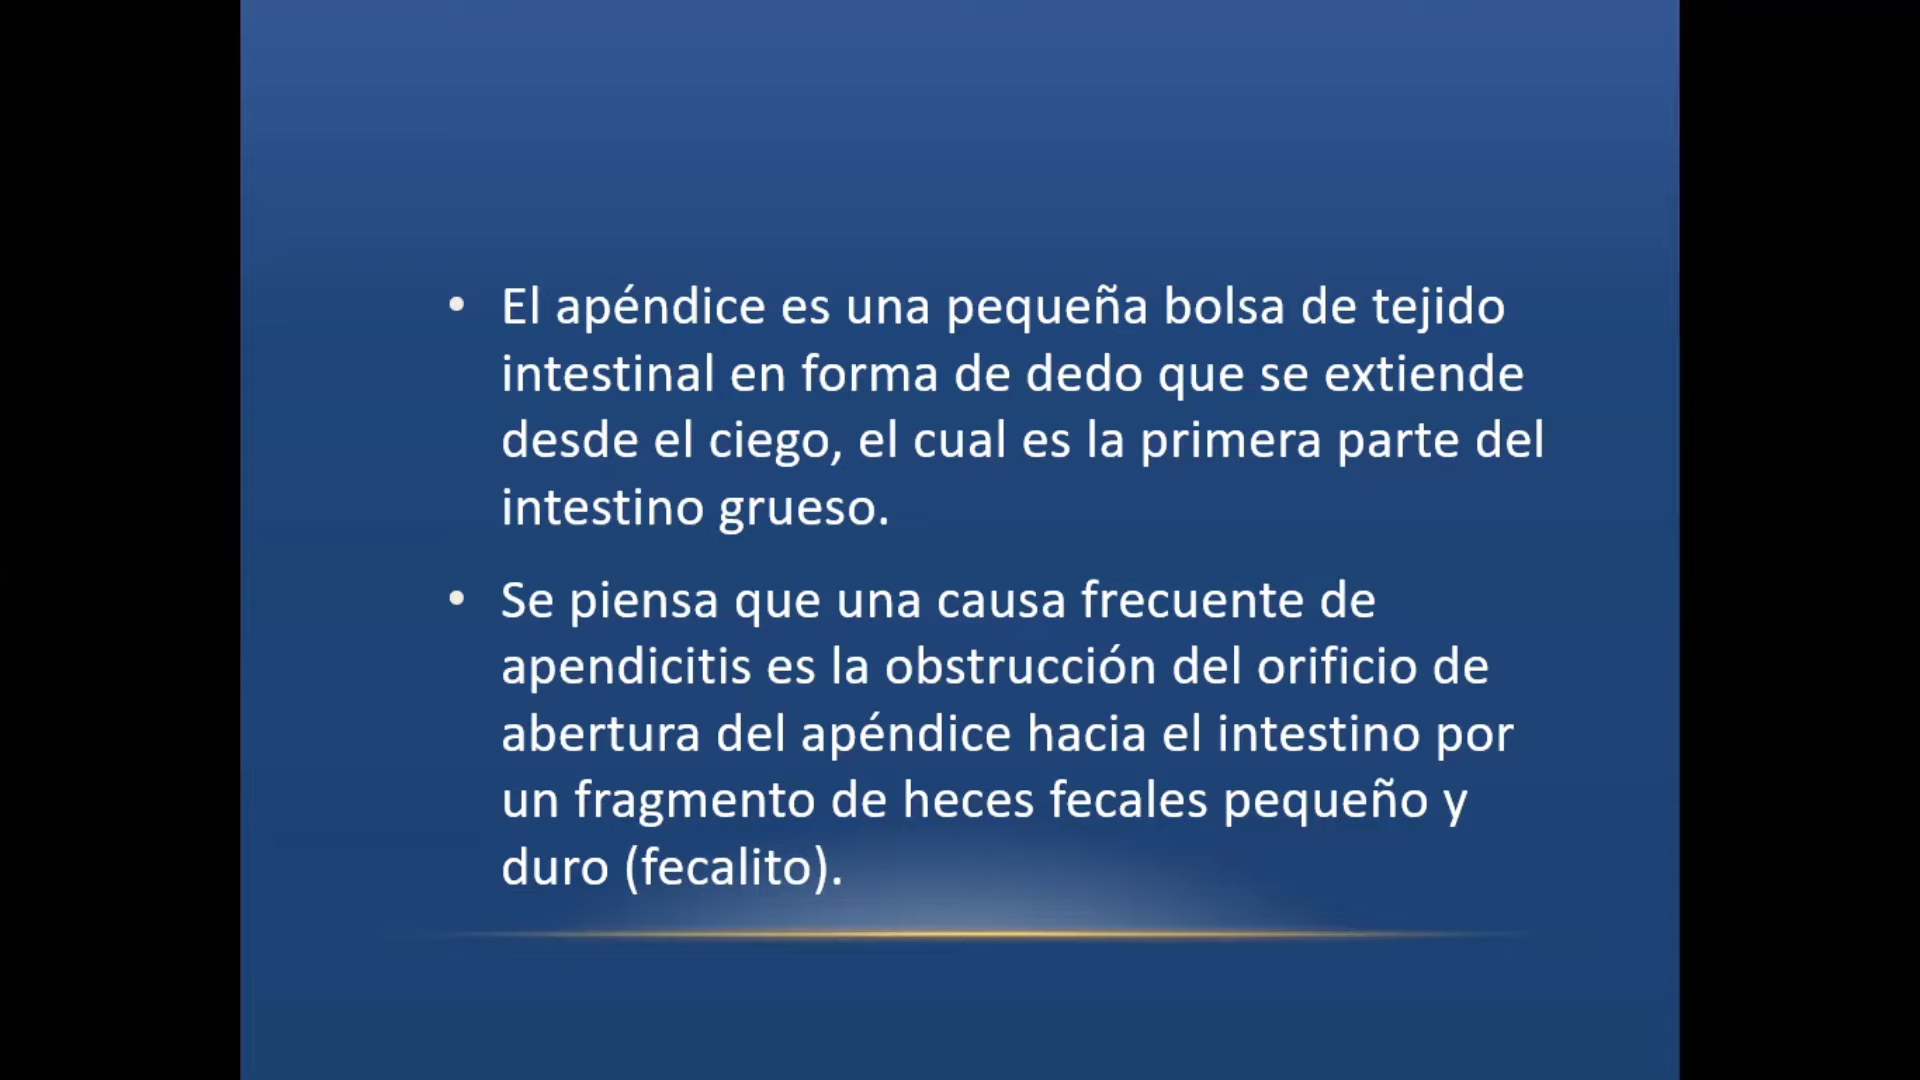 • El apéndice es una pequeña bolsa de tejido
intestinal en forma de dedo que se extiende
desde el ciego, el cual es la primera parte del
intestino grueso.
• Se piensa que una causa frecuente de
apendicitis es la obstrucción del orificio de
abertura del apéndice hacia el intestino por
un fragmento de heces fecales pequeño y
duro (fecalito).